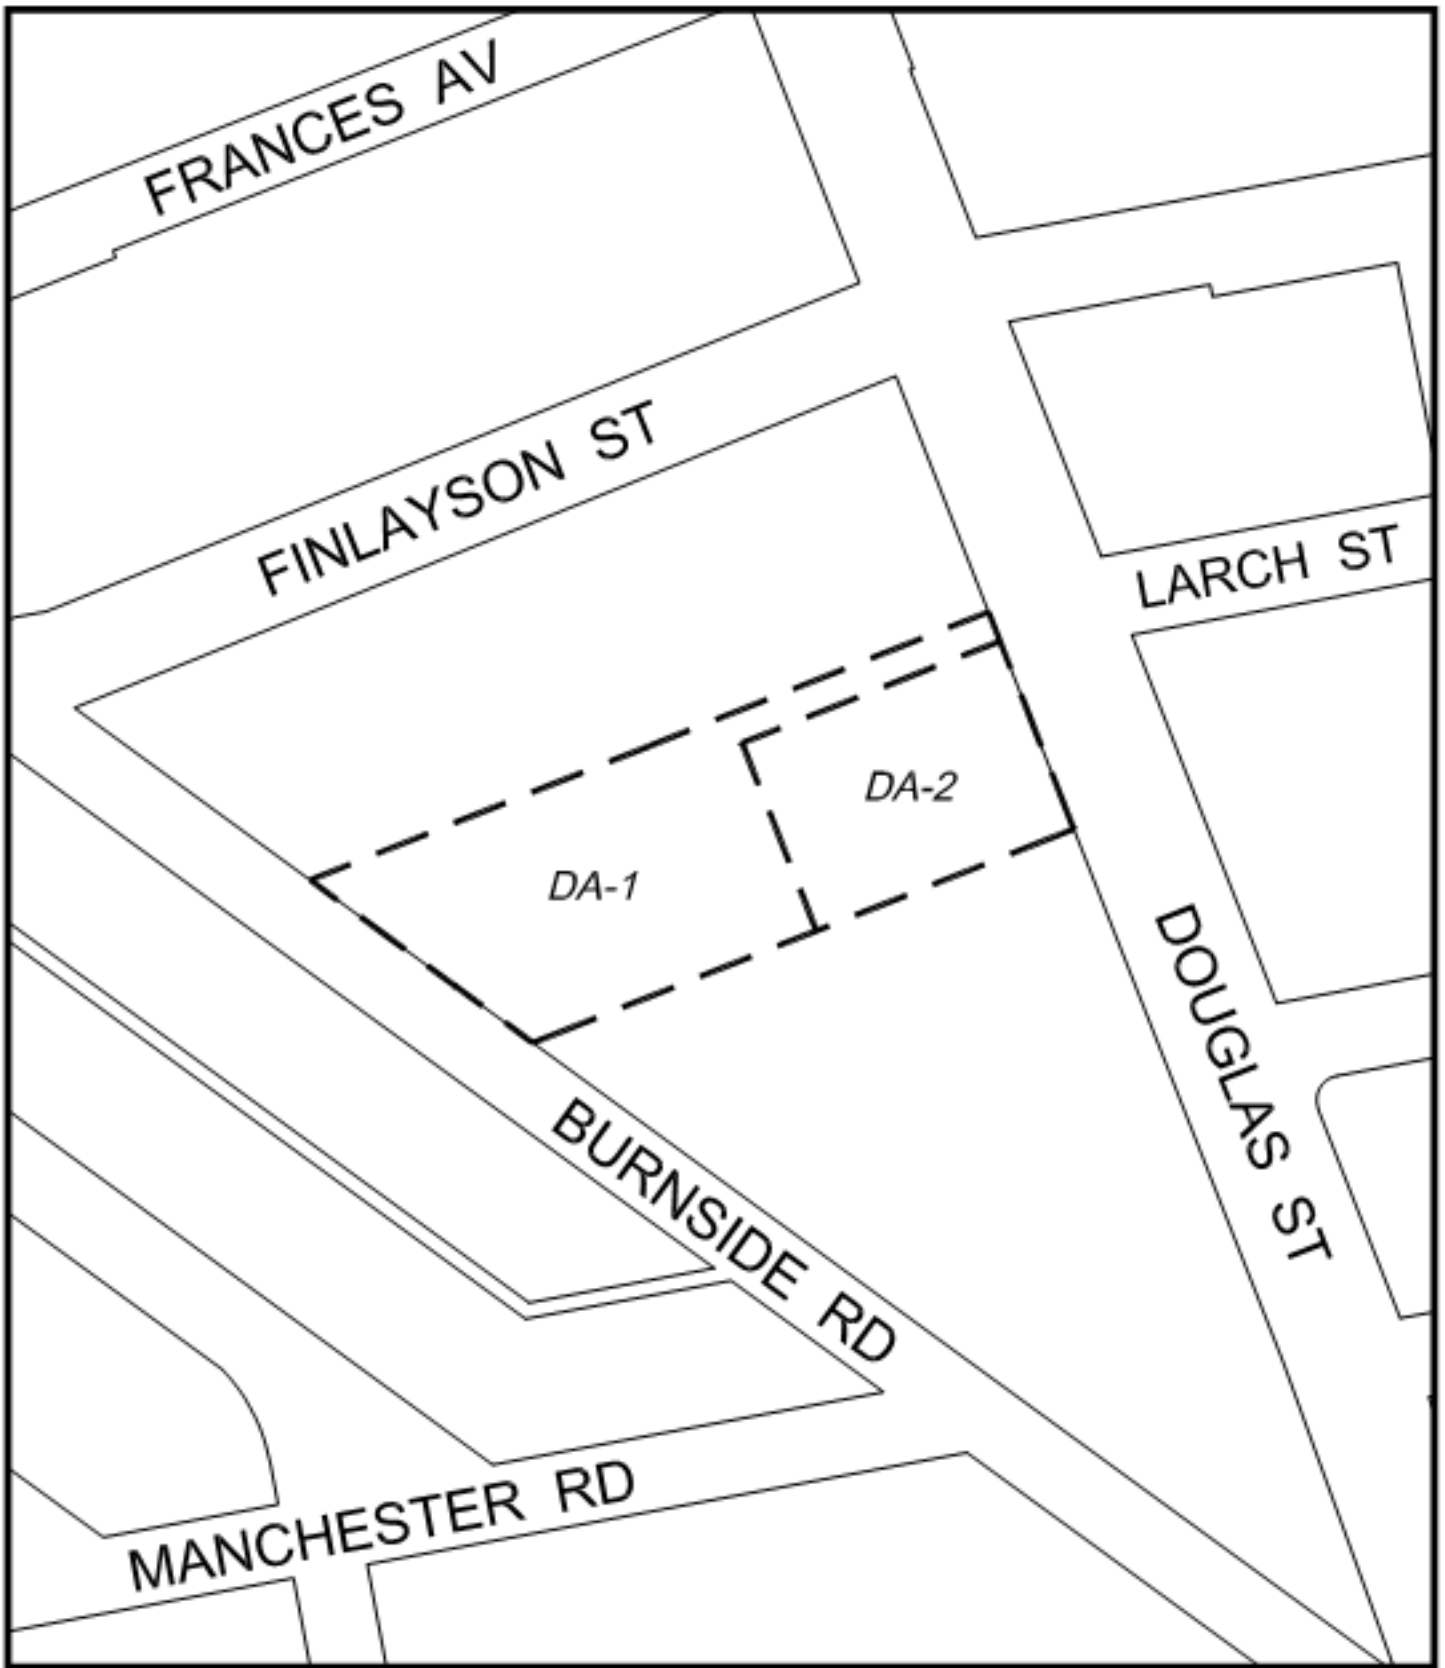 FRANCES AV
FINLAYSON ST
LARCH ST
DA-2
DA-1
DOUGLAS ST
BURNSIDE RD
MANCHESTER RD